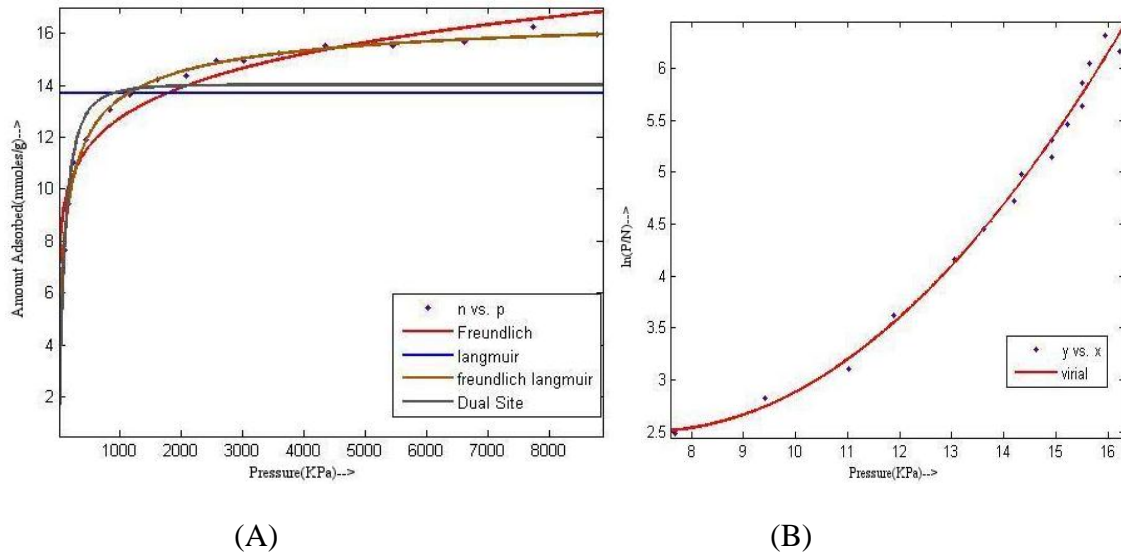 16
14
12
10
8
6
4
2
Amount Adsorbed(mmoles/g)-->
1000 2000 3000 4000 5000 6000 7000 8000
Pressure(KPa)-->
n vs. p
Freundlich
langmuir
freundlich langmuir
Dual Site
(A)
6
5.5
5
4.5
4
3.5
3
2.5
ln(P/N)-->
8 9 10 11 12 13 14 15 16
Pressure(KPa)-->
y vs. x
virial
(B)